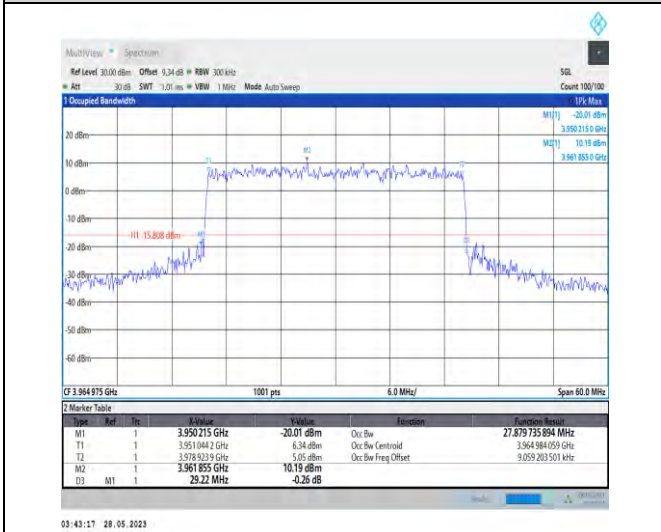 MultiView Spectrum
Ref Level 30.00 dBm Offset 9.34 dB RBW 300 kHz SGL
Att 30 dB SWT 1.01 ms VBW 1 MHz Mode Auto Sweep Count 100/100
1 Occupied Bandwidth 1Pk Max
M1[1] -20.01 dBm
3.950 215 0 GHz
M2[1] 10.19 dBm
3.961 855 0 GHz
20 dBm
M2
T1
10 dBm
0 dBm
-10 dBm
H1 -15.808 dBm
-20 dBm
-30 dBm
-40 dBm
-50 dBm
-60 dBm
CF 3.964 975 GHz 1001 pts 6.0 MHz/ Span 60.0 MHz
2 Marker Table
Type Ref Trc X-Value Y-Value Function Function Result
M1 1 3.950 215 GHz -20.01 dBm Occ Bw 27.879 735 894 MHz
T1 1 3.951 044 2 GHz 6.34 dBm Occ Bw Centroid 3.964 984 059 GHz
T2 1 3.978 923 9 GHz 5.05 dBm Occ Bw Freq Offset 9.059 203 501 kHz
M2 1 3.961 855 GHz 10.19 dBm
D3 M1 1 29.22 MHz -0.26 dB
03:43:17 28.05.2023